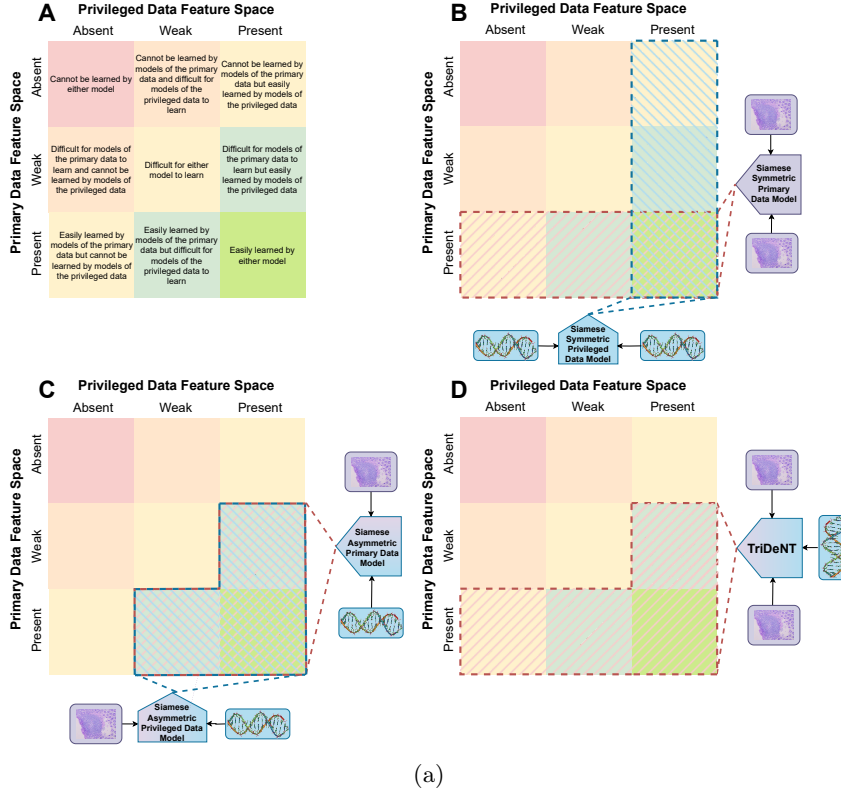 A
Privileged Data Feature Space
Absent
Weak
Present
Primary Data Feature Space
Absent
Cannot be learned by
either model
Cannot be learned by
models of the primary
data and difficult for
models of the
privileged data to
learn
Cannot be learned by
models of the primary
data but easily
learned by models of
the privileged data
Weak
Difficult for models of
the primary data to
learn and cannot be
learned by models of
the privileged data
Difficult for either
model to learn
Difficult for models of
the primary data to
learn but easily
learned by models of
the privileged data
Present
Easily learned by
models of the primary
data but cannot be
learned by models of
the privileged data
Easily learned by
models of the primary
data but difficult for
models of the
privileged data to
learn
Easily learned by
either model
B
Privileged Data Feature Space
Absent
Weak
Present
Primary Data Feature Space
Absent
Weak
Present
Siamese
Symmetric
Primary
Data Model
Siamese
Symmetric
Privileged
Data Model
C
Privileged Data Feature Space
Absent
Weak
Present
Primary Data Feature Space
Absent
Weak
Present
Siamese
Asymmetric
Primary Data
Model
Siamese
Asymmetric
Privileged Data
Model
D
Privileged Data Feature Space
Absent
Weak
Present
Primary Data Feature Space
Absent
Weak
Present
TriDeNT
(a)